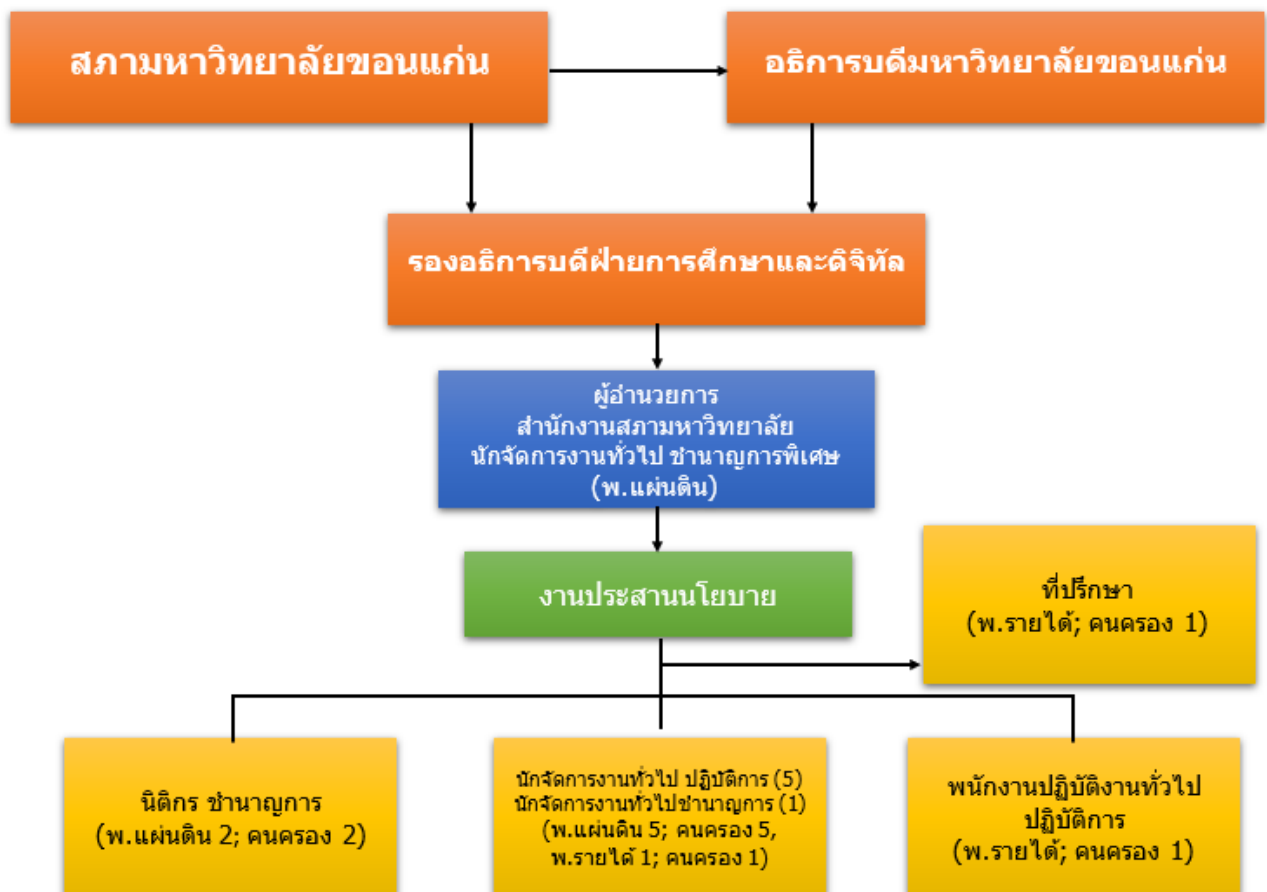 สภามหาวิทยาลัยขอนแก่น
อธิการบดีมหาวิทยาลัยขอนแก่น
รองอธิการบดีฝ่ายการศึกษาและดิจิทัล
ผู้อำนวยการ
สำนักงานสภามหาวิทยาลัย
นักจัดการงานทั่วไป ชำนาญการพิเศษ
(พ.แผ่นดิน)
งานประสานนโยบาย
ที่ปรึกษา
(พ.รายได้; คนครอง 1)
นิติกร ชำนาญการ
(พ.แผ่นดิน 2; คนครอง 2)
นักจัดการงานทั่วไป ปฏิบัติการ (5)
นักจัดการงานทั่วไปชำนาญการ (1)
(พ.แผ่นดิน 5; คนครอง 5,
พ.รายได้ 1; คนครอง 1)
พนักงานปฏิบัติงานทั่วไป
ปฏิบัติการ
(พ.รายได้; คนครอง 1)